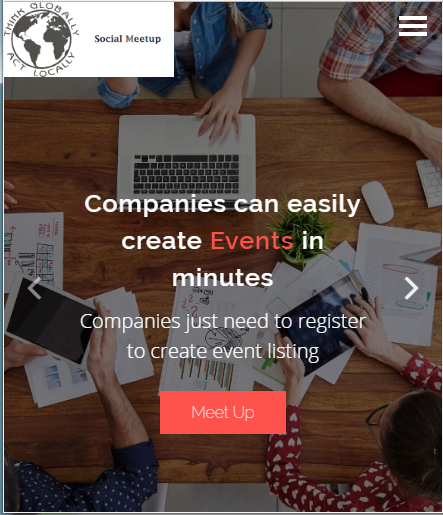 THINK GLOBALLY
ACT LOCALLY
Social Meetup
Companies can easily
create Events in
minutes
Companies just need to register
to create event listing
Meet Up